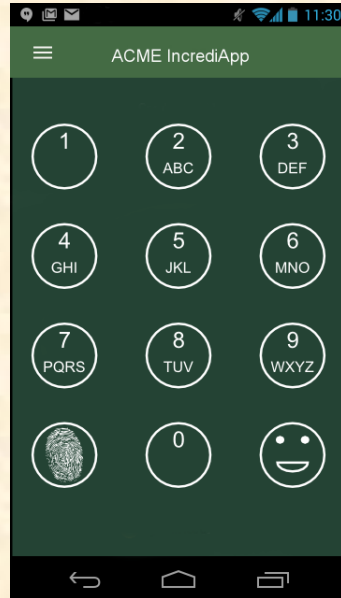 11:30
ACME IncrediApp
1 2 3
ABC DEF
4 5 6
GHI JKL MNO
7 8 9
PQRS TUV WXYZ
0